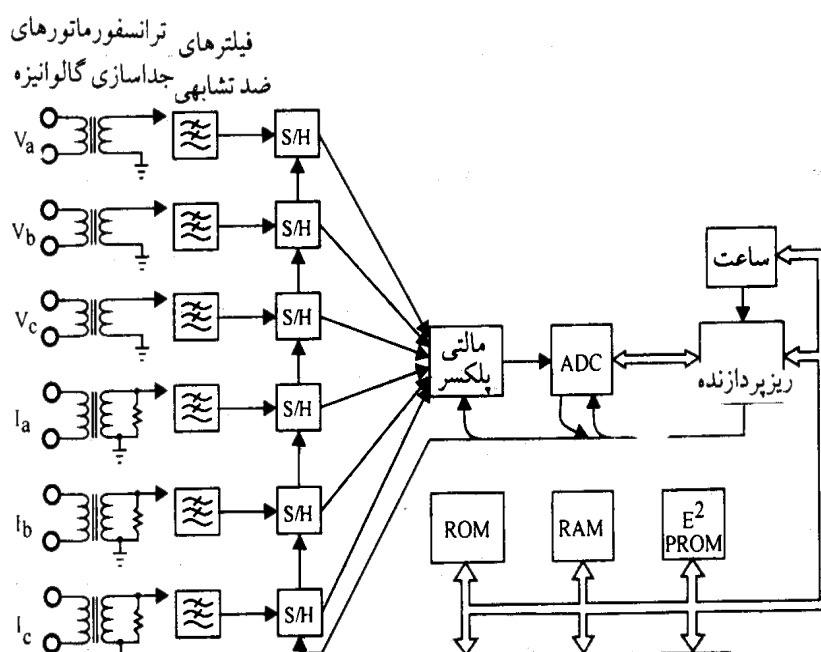 ترانسفورماتورهای
جداسازی گالوانیزه
فیلترهای
ضد تشابهی
Va
S/H
Vb
S/H
ساعت
Vc
S/H
مالتی
پلکسر
ADC
ریزپردازنده
Ia
S/H
Ib
S/H
ROM
RAM
E2
PROM
Ic
S/H